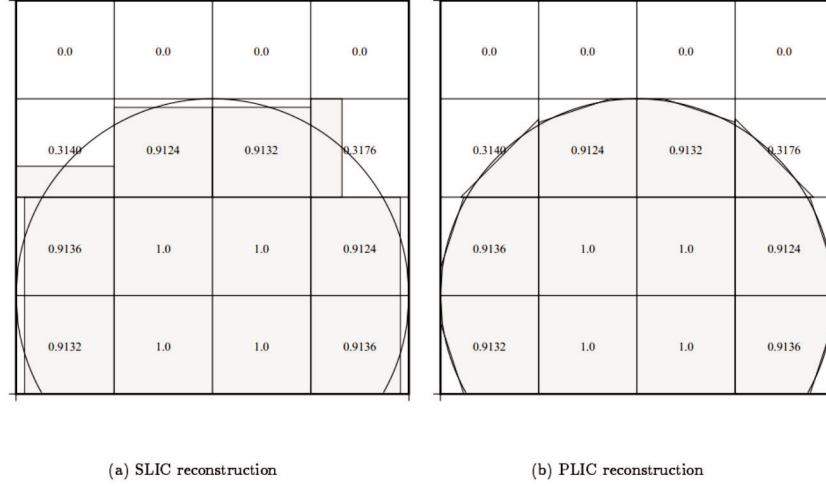 0.0 0.0 0.0 0.0 0.0 0.0 0.0 0.0
0.3140 0.9124 0.9132 0.3176 0.3140 0.9124 0.9132 0.3176
0.9136 1.0 1.0 0.9124 0.9136 1.0 1.0 0.9124
0.9132 1.0 1.0 0.9136 0.9132 1.0 1.0 0.9136
(a) SLIC reconstruction (b) PLIC reconstruction